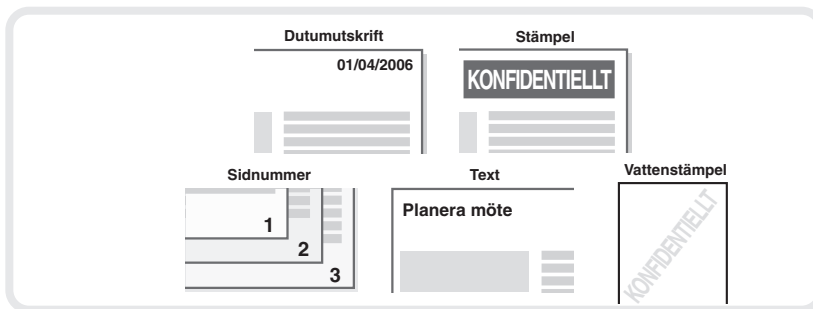 Dutumutskrift
01/04/2006
Stämpel
KONFIDENTIELLT
Sidnummer
1
2
3
Text
Planera möte
Vattenstämpel
KONFIDENTIELLT